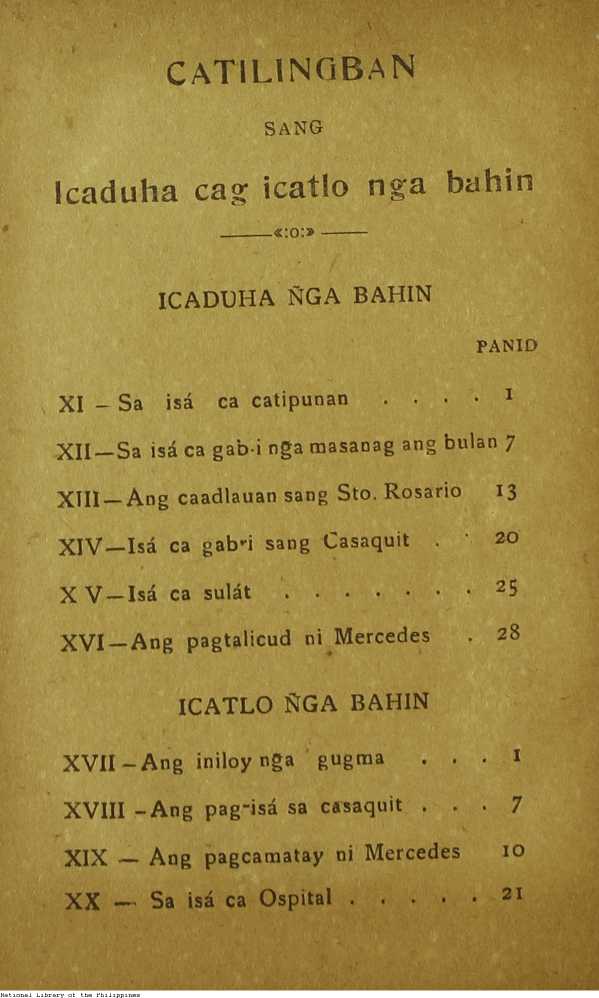 CATILINGBAN
SANG
Icaduha cag icatlo nga bahin
«:o:»
ICADUHA ÑGA BAHIN
PANID
XI – Sa isá ca catipunan . . . . 1
XII—Sa isá ca gab-i nga masanag ang bulan 7
XIII—Ang caadlauan sang Sto. Rosario 13
XIV—Isá ca gab-i sang Casaquit . . 20
X V—Isá ca sulát . . . . . . . 25
XVI—Ang pagtalicud ni Mercedes . 28
ICATLO ÑGA BAHIN
XVII – Ang iniloy nga gugma . . . 1
XVIII -Ang pag-isá sa casaquit . . . 7
XIX — Ang pagcamatay ni Mercedes 10
XX — Sa isá ca Ospital . . . . . 21
National Library of the Philippines